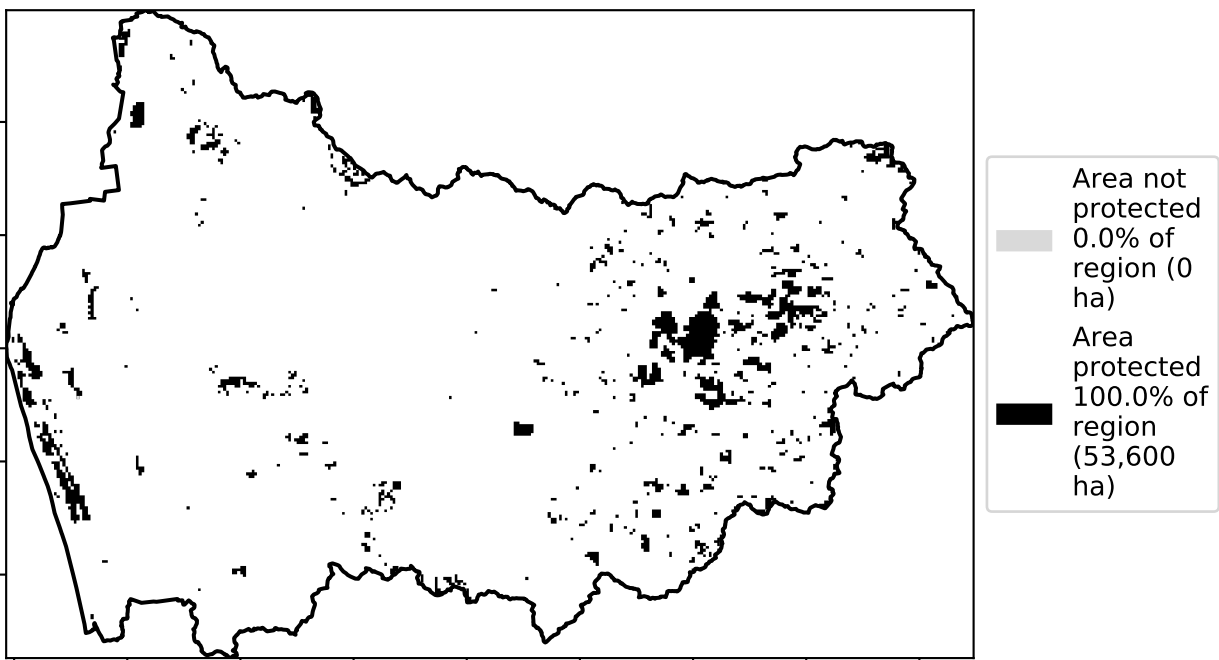 Area not
protected
0.0% of
region (0
ha)
Area
protected
100.0% of
region
(53,600
ha)